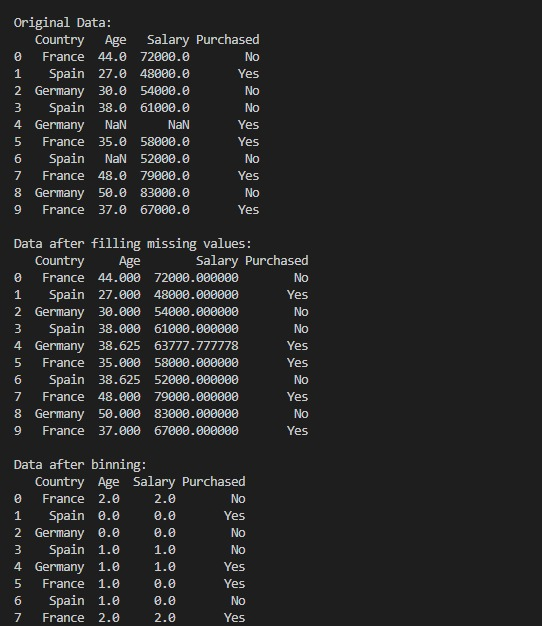 Original Data:
   Country   Age   Salary Purchased
0   France  44.0  72000.0        No
1    Spain  27.0  48000.0       Yes
2  Germany  30.0  54000.0        No
3    Spain  38.0  61000.0        No
4  Germany   NaN      NaN       Yes
5   France  35.0  58000.0       Yes
6    Spain   NaN  52000.0        No
7   France  48.0  79000.0       Yes
8  Germany  50.0  83000.0        No
9   France  37.0  67000.0       Yes
Data after filling missing values:
   Country     Age        Salary Purchased
0   France  44.000  72000.000000        No
1    Spain  27.000  48000.000000       Yes
2  Germany  30.000  54000.000000        No
3    Spain  38.000  61000.000000        No
4  Germany  38.625  63777.777778       Yes
5   France  35.000  58000.000000       Yes
6    Spain  38.625  52000.000000        No
7   France  48.000  79000.000000       Yes
8  Germany  50.000  83000.000000        No
9   France  37.000  67000.000000       Yes
Data after binning:
   Country  Age  Salary Purchased
0   France  2.0     2.0        No
1    Spain  0.0     0.0       Yes
2  Germany  0.0     0.0        No
3    Spain  1.0     1.0        No
4  Germany  1.0     1.0       Yes
5   France  1.0     0.0       Yes
6    Spain  1.0     0.0        No
7   France  2.0     2.0       Yes